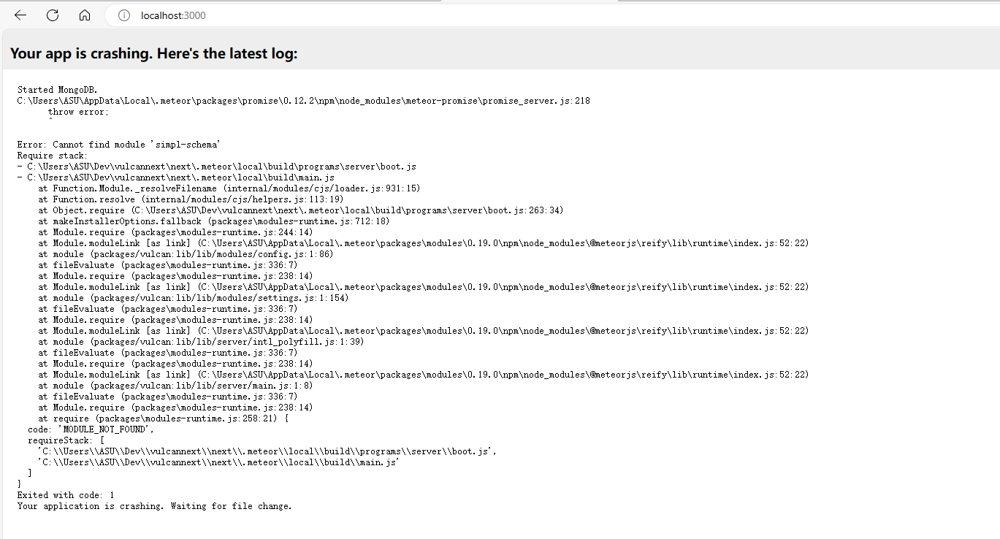 localhost:3000
Your app is crashing. Here's the latest log:
Started MongoDB.
C:\Users\ASU\AppData\Local\.meteor\packages\promise\0.12.2\npm\node_modules\meteor-promise\promise_server.js:218
      throw error;
      ^
Error: Cannot find module 'simpl-schema'
Require stack:
- C:\Users\ASU\Dev\vulcannext\next\.meteor\local\build\programs\server\boot.js
- C:\Users\ASU\Dev\vulcannext\next\.meteor\local\build\main.js
    at Function.Module._resolveFilename (internal/modules/cjs/loader.js:931:15)
    at Function.resolve (internal/modules/cjs/helpers.js:113:19)
    at Object.require (C:\Users\ASU\Dev\vulcannext\next\.meteor\local\build\programs\server\boot.js:263:34)
    at makeInstallerOptions.fallback (packages\modules-runtime.js:712:18)
    at Module.require (packages\modules-runtime.js:244:14)
    at Module.moduleLink [as link] (C:\Users\ASU\AppData\Local\.meteor\packages\modules\0.19.0\npm\node_modules\@meteorjs\reify\lib\runtime\index.js:52:22)
    at module (packages/vulcan:lib/lib/modules/config.js:1:86)
    at fileEvaluate (packages\modules-runtime.js:336:7)
    at Module.require (packages\modules-runtime.js:238:14)
    at Module.moduleLink [as link] (C:\Users\ASU\AppData\Local\.meteor\packages\modules\0.19.0\npm\node_modules\@meteorjs\reify\lib\runtime\index.js:52:22)
    at module (packages/vulcan:lib/lib/modules/settings.js:1:154)
    at fileEvaluate (packages\modules-runtime.js:336:7)
    at Module.require (packages\modules-runtime.js:238:14)
    at Module.moduleLink [as link] (C:\Users\ASU\AppData\Local\.meteor\packages\modules\0.19.0\npm\node_modules\@meteorjs\reify\lib\runtime\index.js:52:22)
    at module (packages/vulcan:lib/lib/server/intl_polyfill.js:1:39)
    at fileEvaluate (packages\modules-runtime.js:336:7)
    at Module.require (packages\modules-runtime.js:238:14)
    at Module.moduleLink [as link] (C:\Users\ASU\AppData\Local\.meteor\packages\modules\0.19.0\npm\node_modules\@meteorjs\reify\lib\runtime\index.js:52:22)
    at module (packages/vulcan:lib/lib/server/main.js:1:8)
    at fileEvaluate (packages\modules-runtime.js:336:7)
    at Module.require (packages\modules-runtime.js:238:14)
    at require (packages\modules-runtime.js:258:21) {
  code: 'MODULE_NOT_FOUND',
  requireStack: [
    'C:\\Users\\ASU\\Dev\\vulcannext\\next\\.meteor\\local\\build\\programs\\server\\boot.js',
    'C:\\Users\\ASU\\Dev\\vulcannext\\next\\.meteor\\local\\build\\main.js'
  ]
}
Exited with code: 1
Your application is crashing. Waiting for file change.